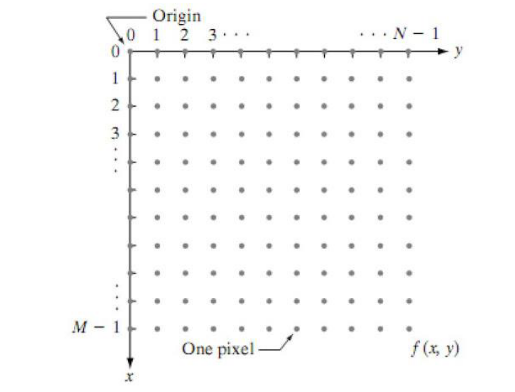 Origin
0 1 2 3 · · · · · · N − 1
0 y
1
2
3
⋮
⋮
M − 1
One pixel f(x, y)
x